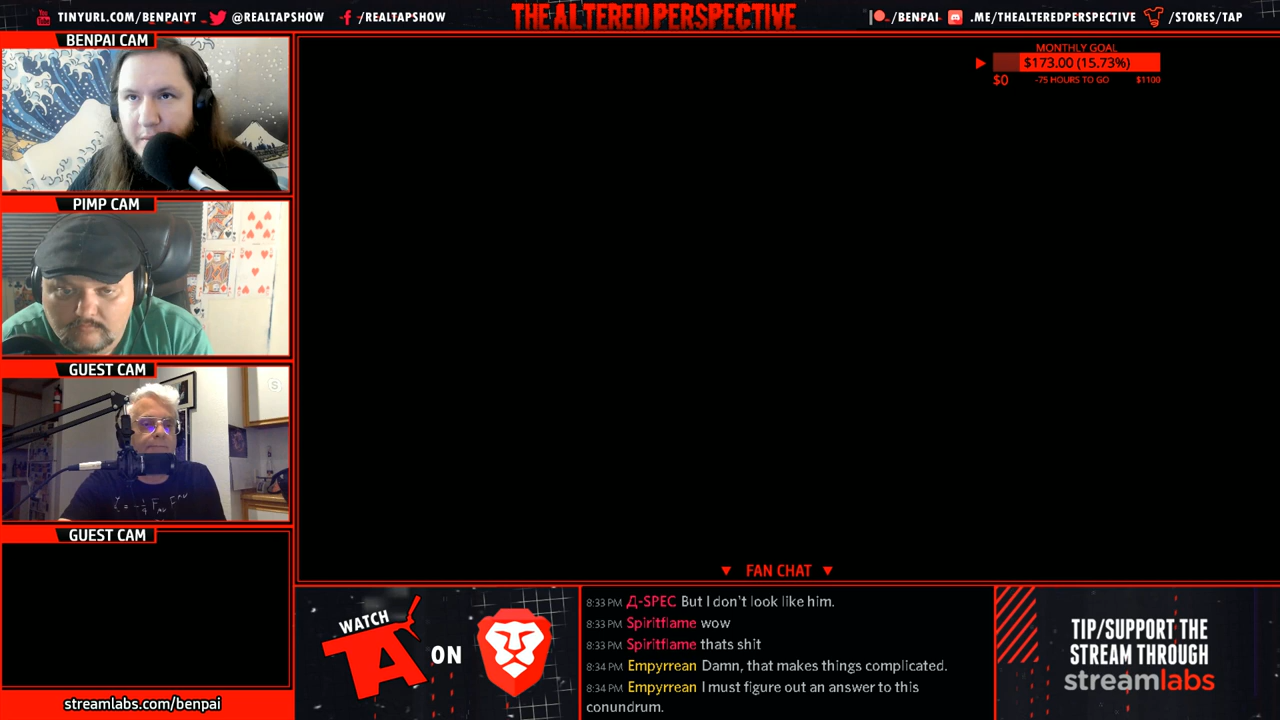 TINYURL.COM/BENPAIYT @REALTAPSHOW /REALTAPSHOW THE ALTERED PERSPECTIVE /BENPAI .ME/THEALTEREDPERSPECTIVE /STORES/TAP
BENPAI CAM
PIMP CAM
GUEST CAM
GUEST CAM
streamlabs.com/benpai
MONTHLY GOAL
$173.00 (15.73%)
$0 -75 HOURS TO GO $1100
FAN CHAT
WATCH
TA ON
8:33 PM Д-SPEC But I don't look like him.
8:33 PM Spiritflame wow
8:33 PM Spiritflame thats shit
8:34 PM Empyrrean Damn, that makes things complicated.
8:34 PM Empyrrean I must figure out an answer to this
conundrum.
TIP/SUPPORT THE
STREAM THROUGH
streamlabs